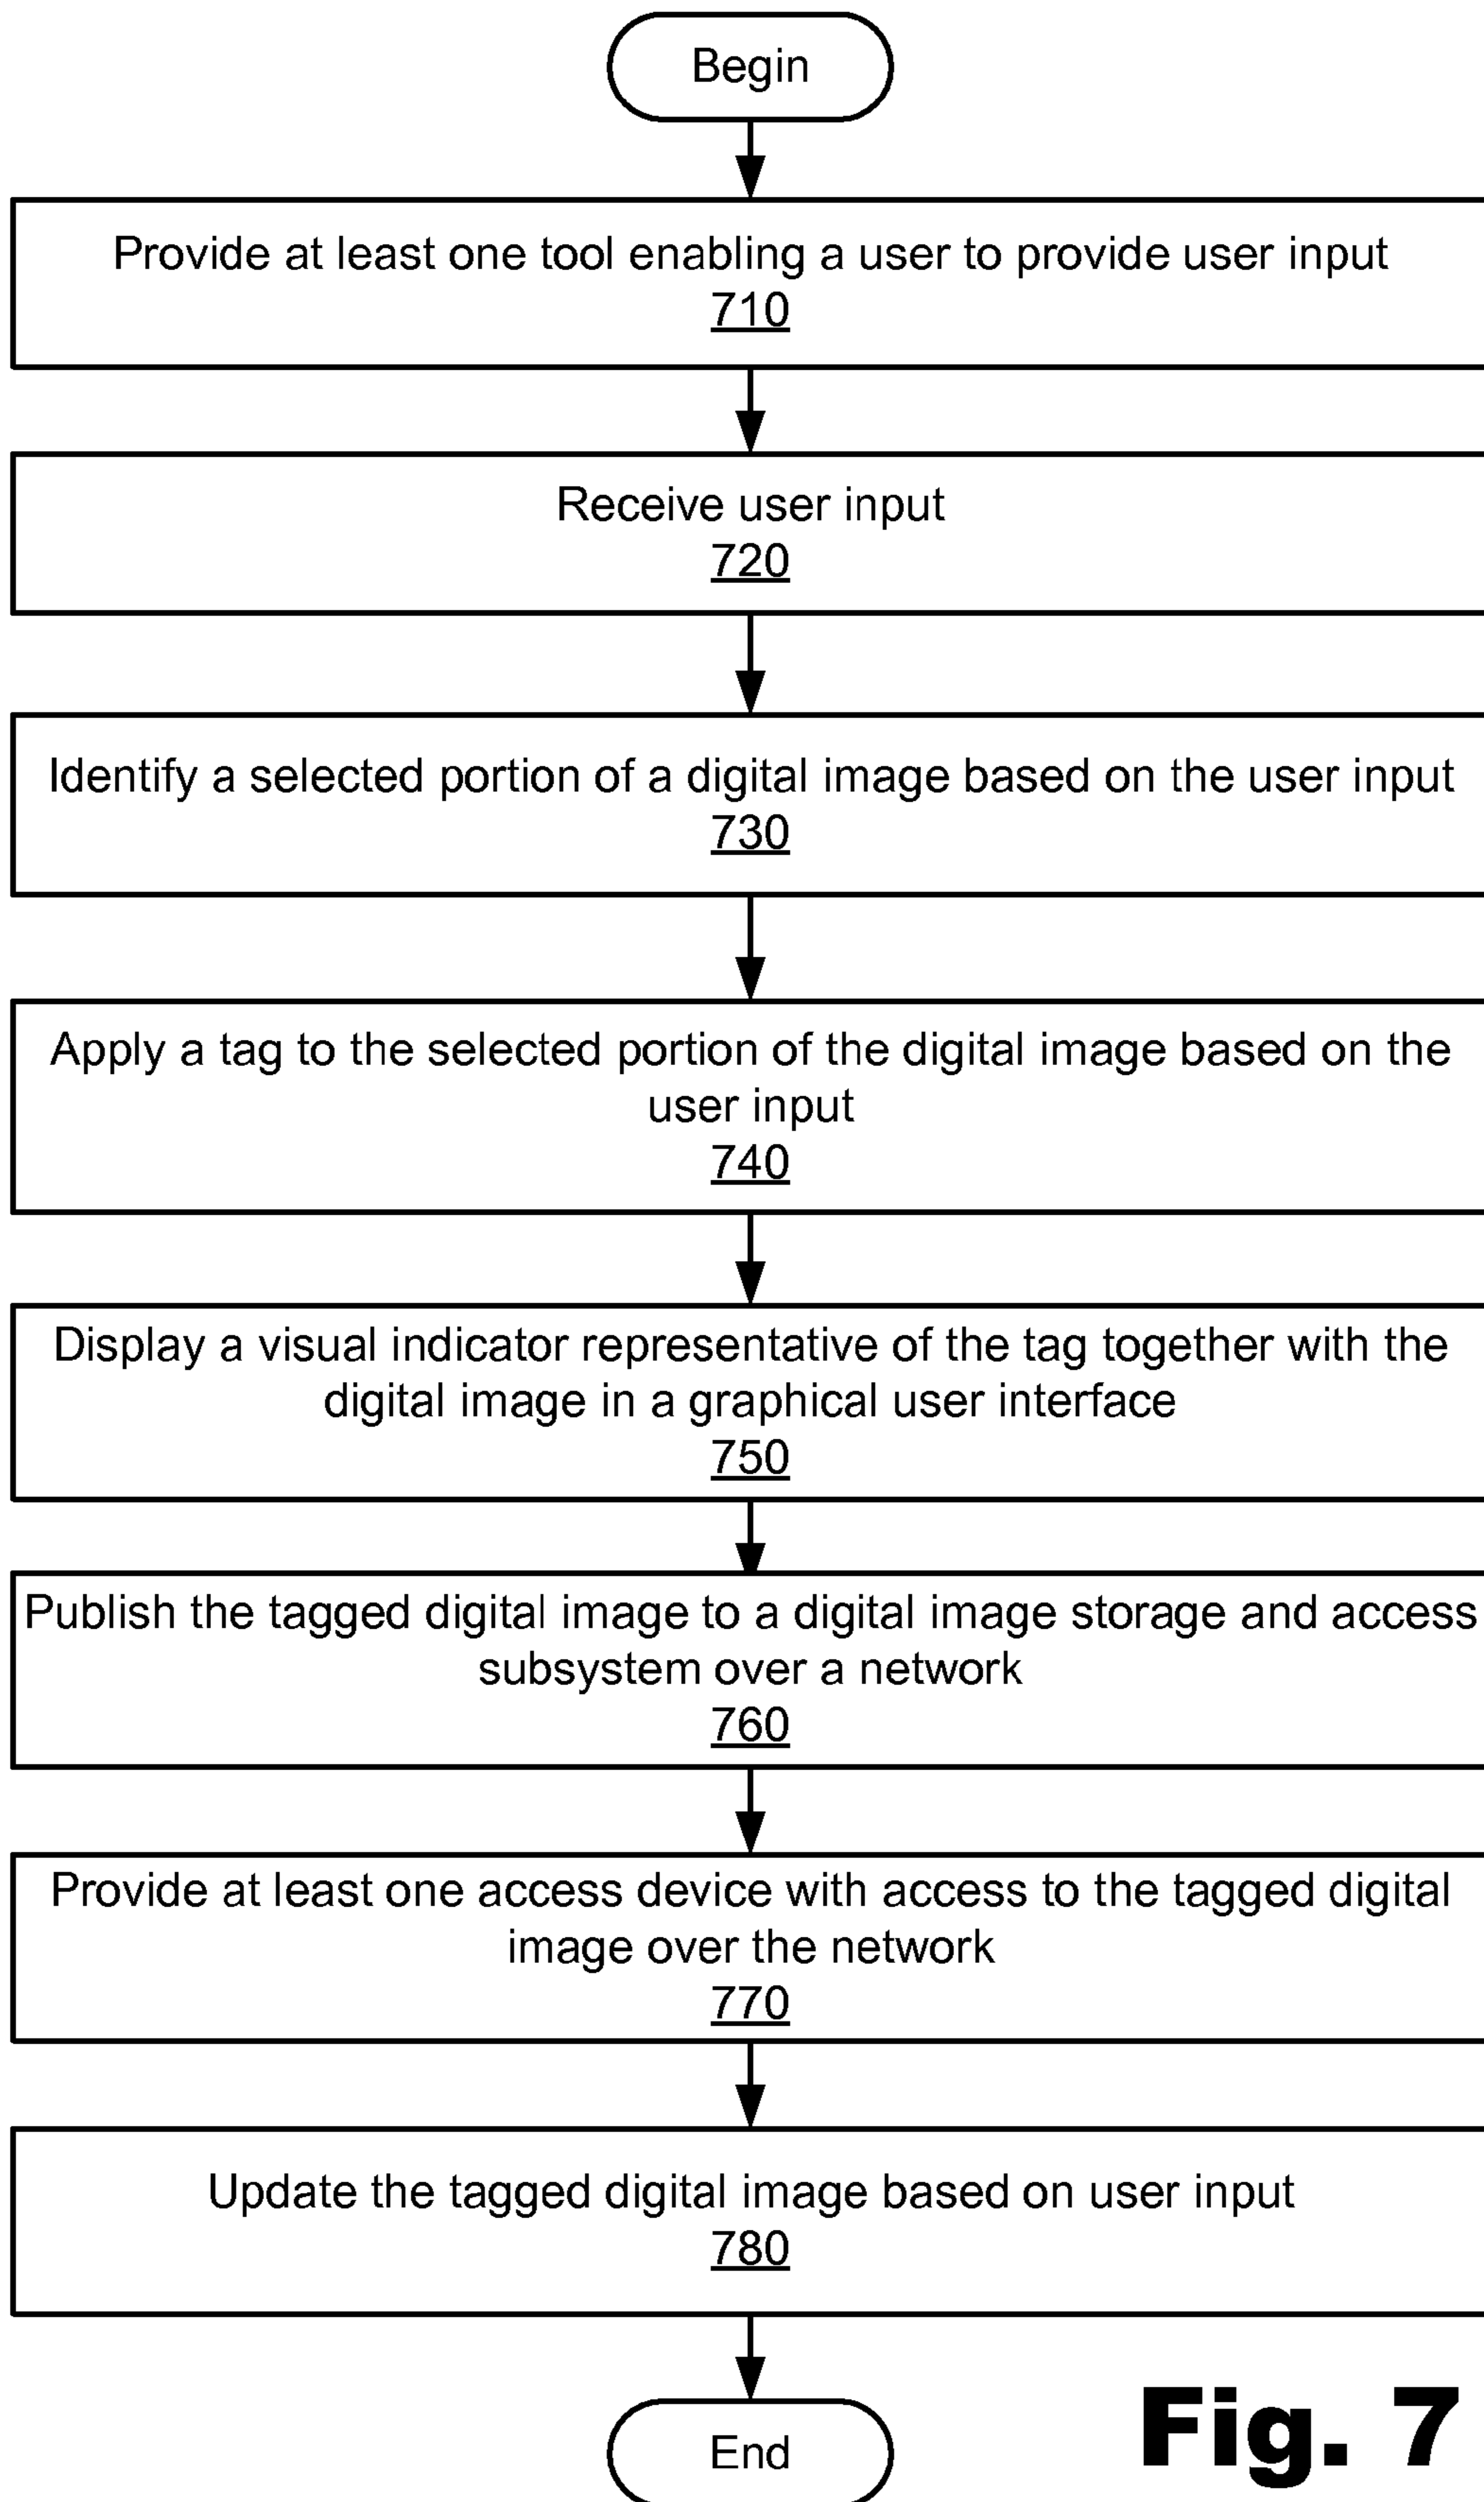 Begin
Provide at least one tool enabling a user to provide user input
710
Receive user input
720
Identify a selected portion of a digital image based on the user input
730
Apply a tag to the selected portion of the digital image based on the
user input
740
Display a visual indicator representative of the tag together with the
digital image in a graphical user interface
750
Publish the tagged digital image to a digital image storage and access
subsystem over a network
760
Provide at least one access device with access to the tagged digital
image over the network
770
Update the tagged digital image based on user input
780
End
Fig. 7